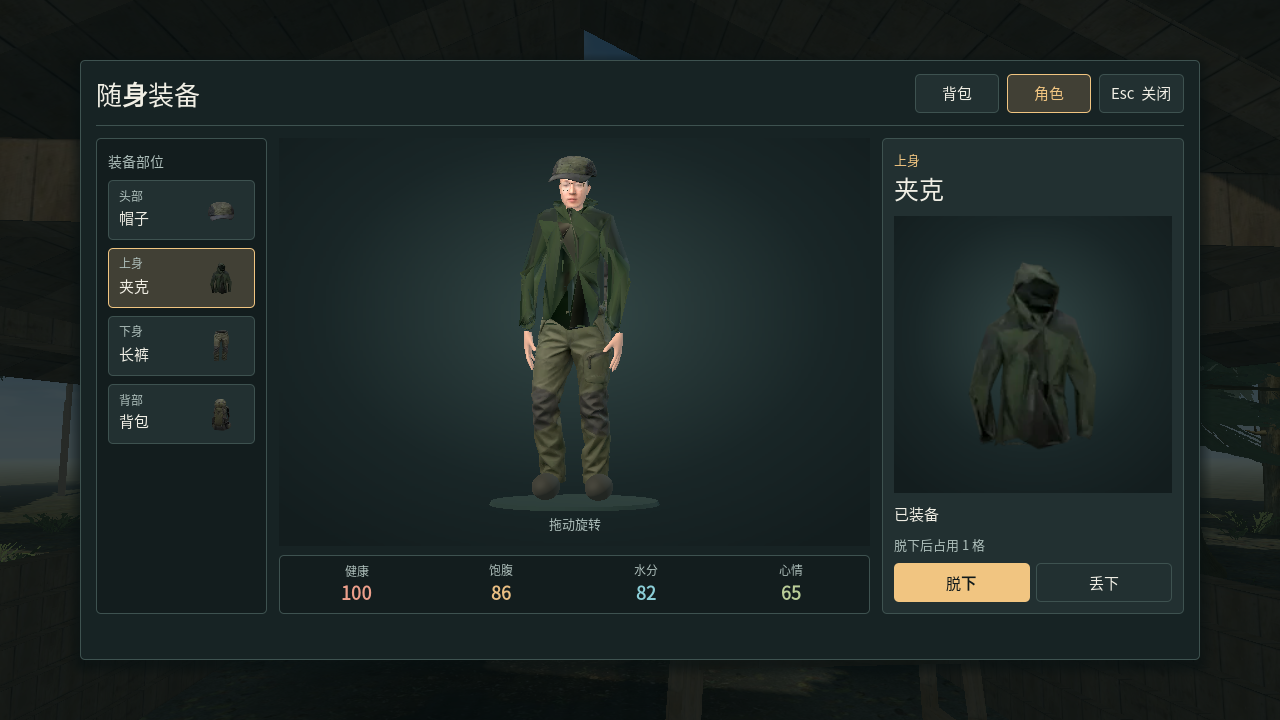 随身装备
背包
角色
Esc 关闭
装备部位
头部
帽子
上身
夹克
下身
长裤
背部
背包
拖动旋转
健康
100
饱腹
86
水分
82
心情
65
上身
夹克
已装备
脱下后占用 1 格
脱下
丢下